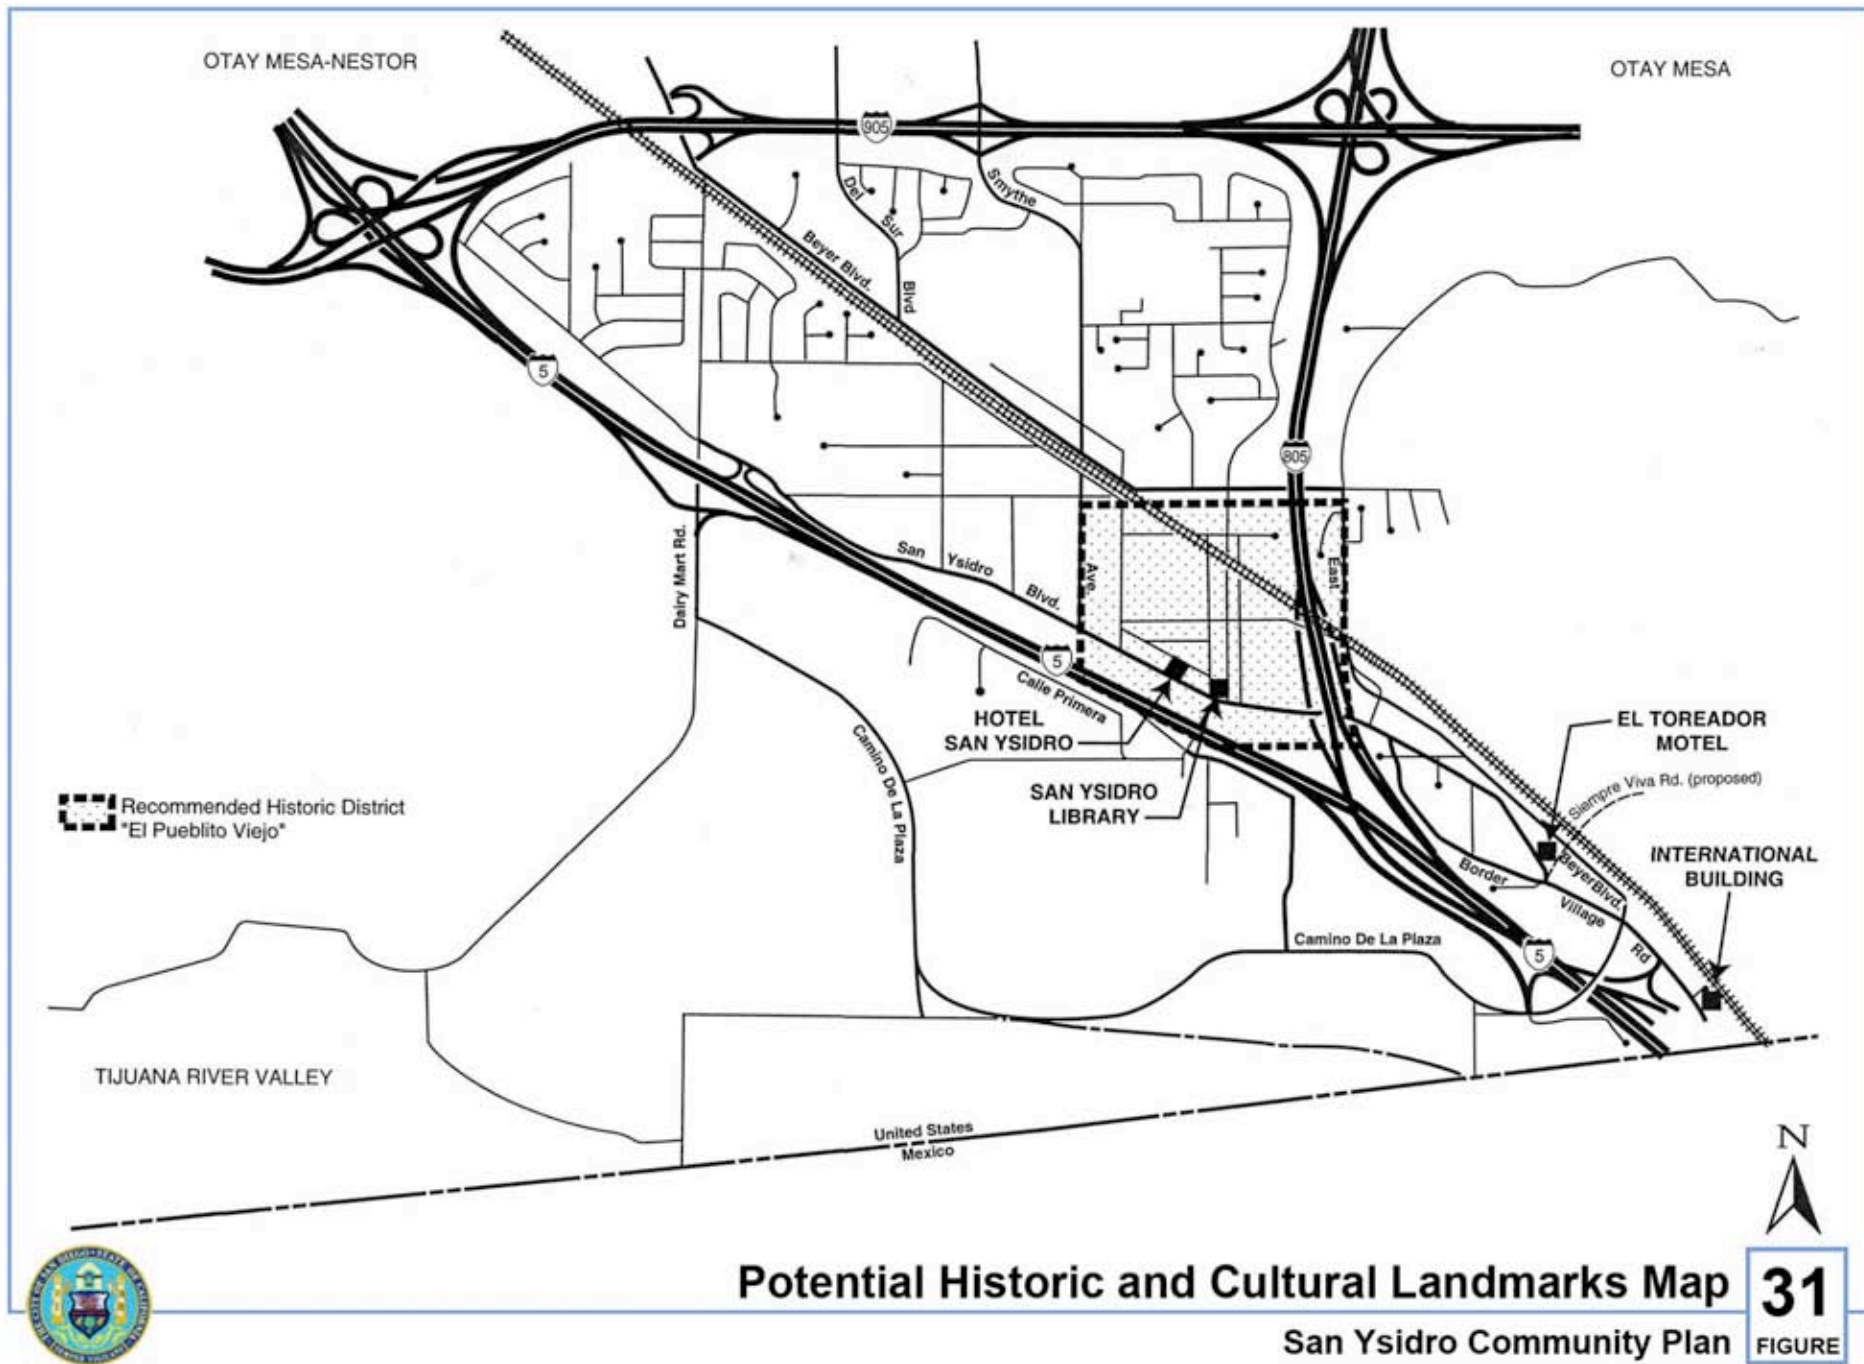 OTAY MESA-NESTOR
OTAY MESA
905
Del
Sur
Blvd
Smythe
Beyer Blvd.
5
805
San
Ysidro
Blvd.
Ave.
East
Dairy Mart Rd.
5
Calle Primera
HOTEL
SAN YSIDRO
EL TOREADOR
MOTEL
Camino De La Plaza
SAN YSIDRO
LIBRARY
Siempre Viva Rd. (proposed)
Recommended Historic District
"El Pueblito Viejo"
INTERNATIONAL
BUILDING
Border
Village
Rd
BeyerBlvd.
Camino De La Plaza
5
TIJUANA RIVER VALLEY
United States
Mexico
N
Potential Historic and Cultural Landmarks Map
San Ysidro Community Plan
31
FIGURE